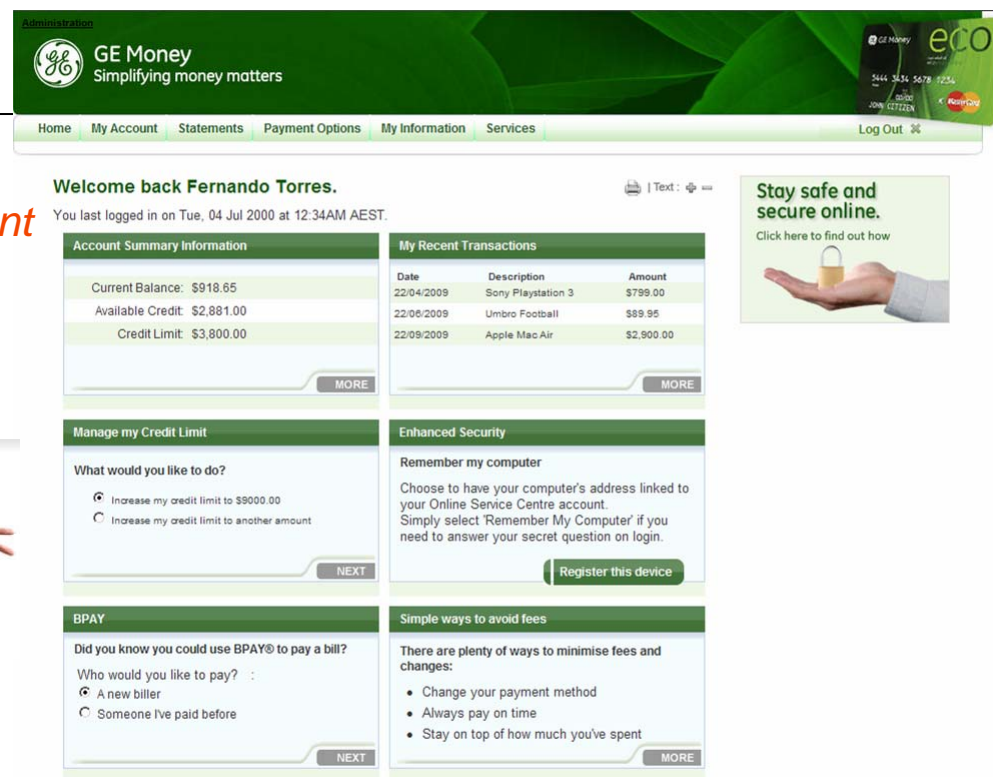 Administration
GE Money
Simplifying money matters
GE Money
eco
5444 3434 5678 1234
00/00
JOHN CITIZEN
MasterCard
Home My Account Statements Payment Options My Information Services
Log Out
Welcome back Fernando Torres.
| Text :
nt
You last logged in on Tue, 04 Jul 2000 at 12:34AM AEST.
Account Summary Information
Current Balance: $918.65
Available Credit: $2,881.00
Credit Limit: $3,800.00
MORE
My Recent Transactions
Date Description Amount
22/04/2009 Sony Playstation 3 $799.00
22/06/2009 Umbro Football $89.95
22/09/2009 Apple Mac Air $2,900.00
MORE
Stay safe and
secure online.
Click here to find out how
Manage my Credit Limit
What would you like to do?
Increase my credit limit to $9000.00
Increase my credit limit to another amount
NEXT
Enhanced Security
Remember my computer
Choose to have your computer's address linked to
your Online Service Centre account.
Simply select 'Remember My Computer' if you
need to answer your secret question on login.
Register this device
BPAY
Did you know you could use BPAY® to pay a bill?
Who would you like to pay? :
A new biller
Someone I've paid before
NEXT
Simple ways to avoid fees
There are plenty of ways to minimise fees and
changes:
• Change your payment method
• Always pay on time
• Stay on top of how much you've spent
MORE